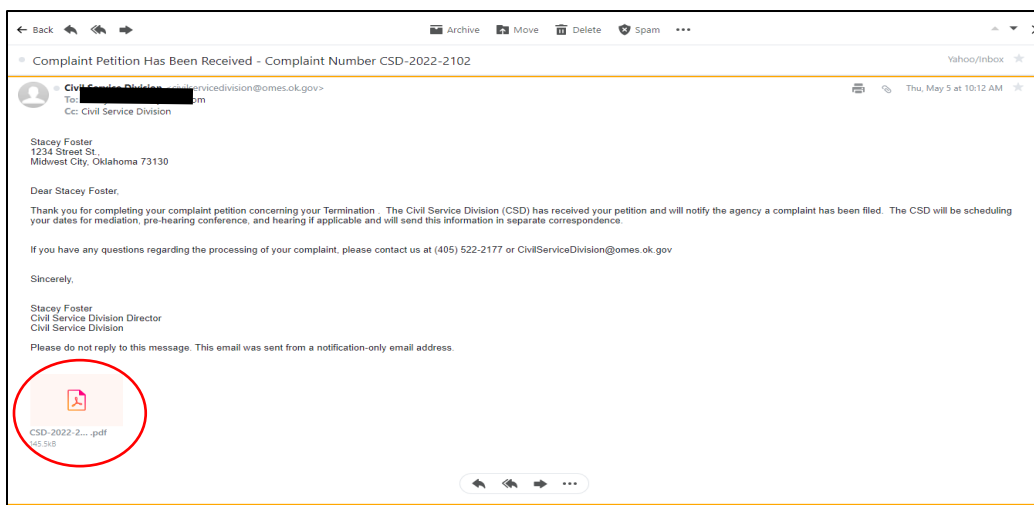 Back Archive Move Delete Spam
Complaint Petition Has Been Received - Complaint Number CSD-2022-2102 Yahoo/Inbox
Civil Service Division <civilservicedivision@omes.ok.gov> Thu, May 5 at 10:12 AM
To: om
Cc: Civil Service Division
Stacey Foster
1234 Street St.,
Midwest City, Oklahoma 73130
Dear Stacey Foster,
Thank you for completing your complaint petition concerning your Termination . The Civil Service Division (CSD) has received your petition and will notify the agency a complaint has been filed. The CSD will be scheduling
your dates for mediation, pre-hearing conference, and hearing if applicable and will send this information in separate correspondence.
If you have any questions regarding the processing of your complaint, please contact us at (405) 522-2177 or CivilServiceDivision@omes.ok.gov
Sincerely,
Stacey Foster
Civil Service Division Director
Civil Service Division
Please do not reply to this message. This email was sent from a notification-only email address.
CSD-2022-2... .pdf
145.5kB